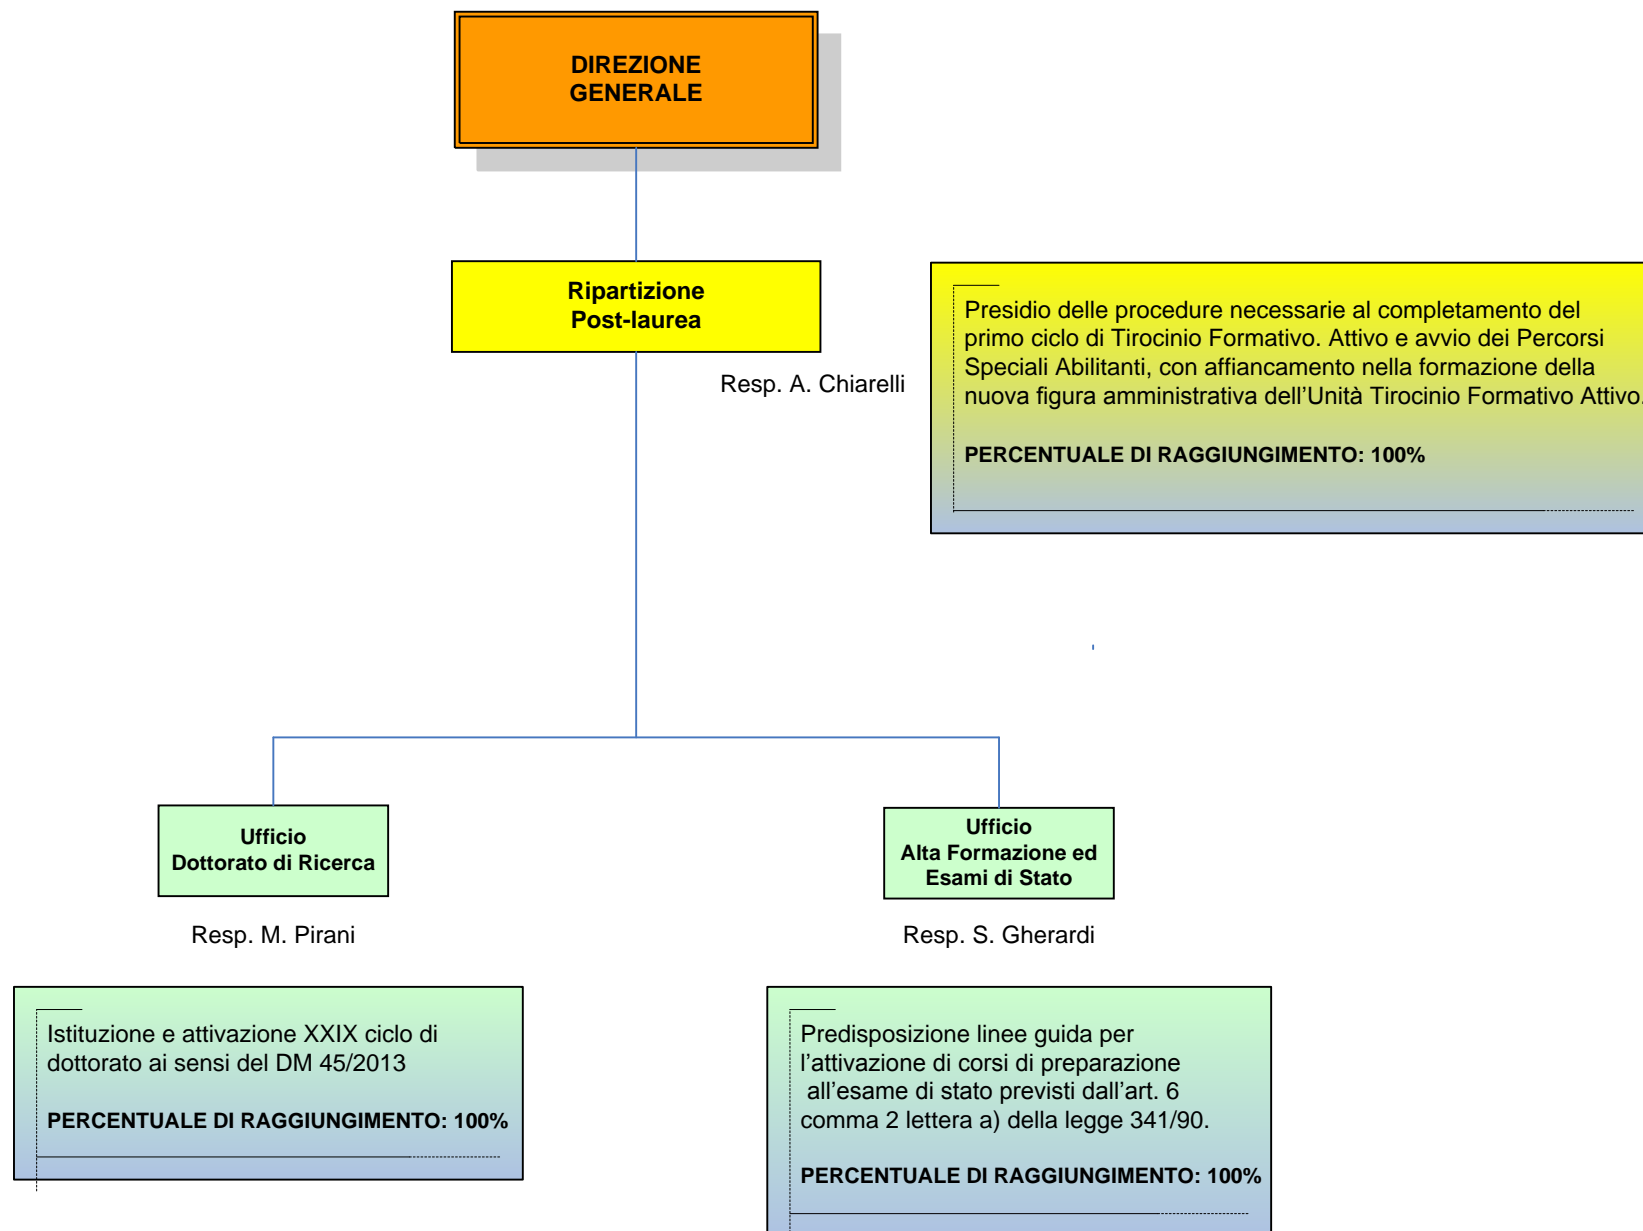 DIREZIONE
GENERALE
Ripartizione
Post-laurea
Resp. A. Chiarelli
Presidio delle procedure necessarie al completamento del
primo ciclo di Tirocinio Formativo. Attivo e avvio dei Percorsi
Speciali Abilitanti, con affiancamento nella formazione della
nuova figura amministrativa dell’Unità Tirocinio Formativo Attivo.
PERCENTUALE DI RAGGIUNGIMENTO: 100%
Ufficio
Dottorato di Ricerca
Resp. M. Pirani
Istituzione e attivazione XXIX ciclo di
dottorato ai sensi del DM 45/2013
PERCENTUALE DI RAGGIUNGIMENTO: 100%
Ufficio
Alta Formazione ed
Esami di Stato
Resp. S. Gherardi
Predisposizione linee guida per
l’attivazione di corsi di preparazione
all’esame di stato previsti dall’art. 6
comma 2 lettera a) della legge 341/90.
PERCENTUALE DI RAGGIUNGIMENTO: 100%